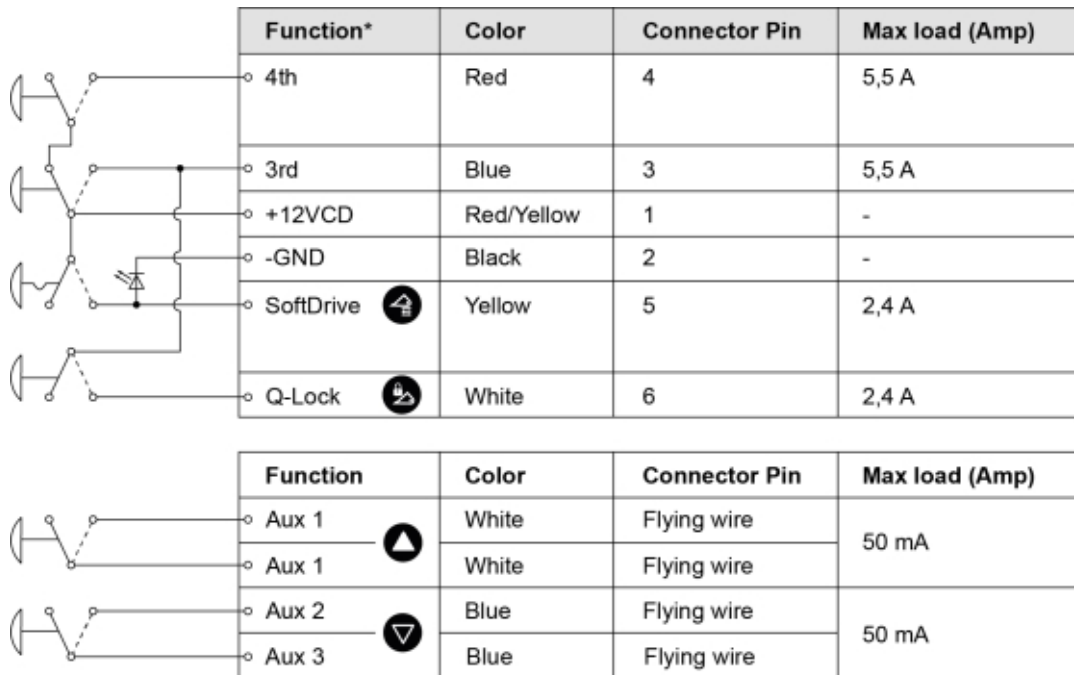 Function* Color Connector Pin Max load (Amp)
4th Red 4 5,5 A
3rd Blue 3 5,5 A
+12VCD Red/Yellow 1 -
-GND Black 2 -
SoftDrive Yellow 5 2,4 A
Q-Lock White 6 2,4 A
Function Color Connector Pin Max load (Amp)
Aux 1 White Flying wire
50 mA
Aux 1 White Flying wire
Aux 2 Blue Flying wire
50 mA
Aux 3 Blue Flying wire